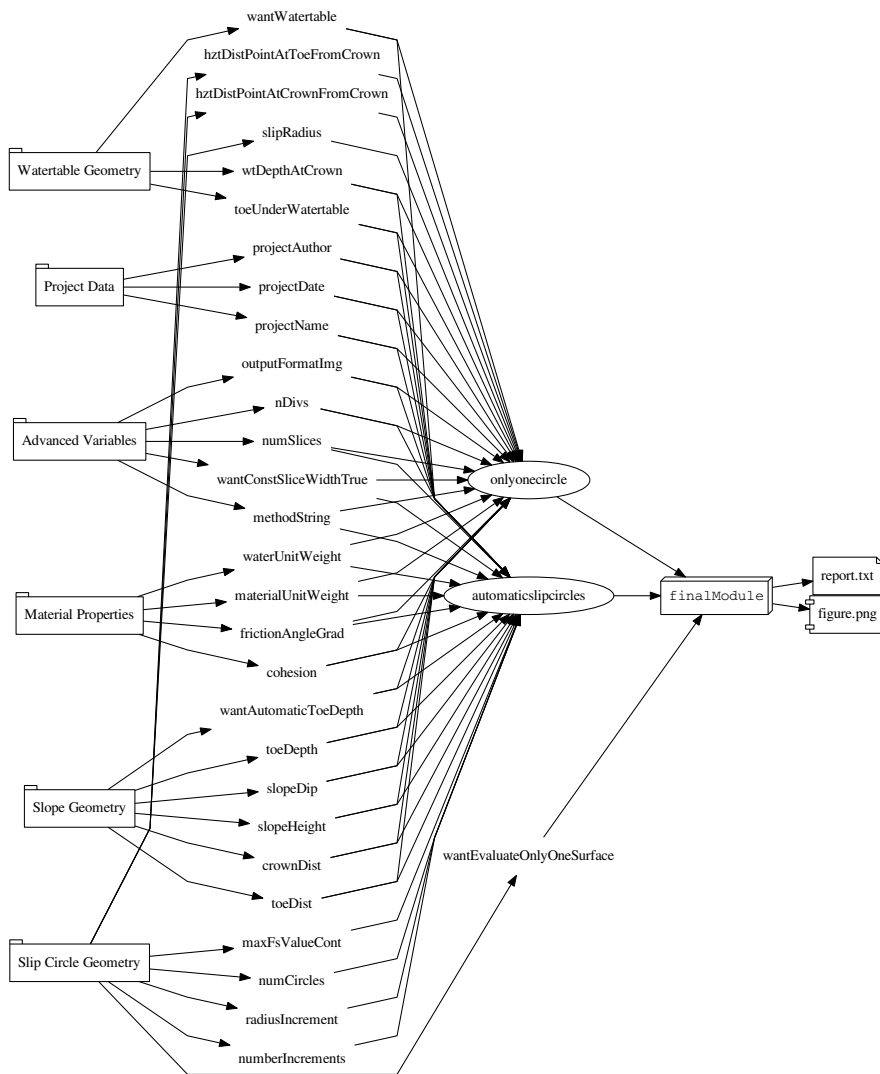 wantWatertable
hztDistPointAtToeFromCrown
hztDistPointAtCrownFromCrown
slipRadius
Watertable Geometry
wtDepthAtCrown
toeUnderWatertable
projectAuthor
Project Data
projectDate
projectName
outputFormatImg
nDivs
Advanced Variables
numSlices
wantConstSliceWidthTrue
onlyonecircle
methodString
waterUnitWeight
report.txt
materialUnitWeight
automaticslipcircles
finalModule
Material Properties
figure.png
frictionAngleGrad
cohesion
wantAutomaticToeDepth
toeDepth
slopeDip
Slope Geometry
slopeHeight
crownDist
wantEvaluateOnlyOneSurface
toeDist
maxFsValueCont
Slip Circle Geometry
numCircles
radiusIncrement
numberIncrements